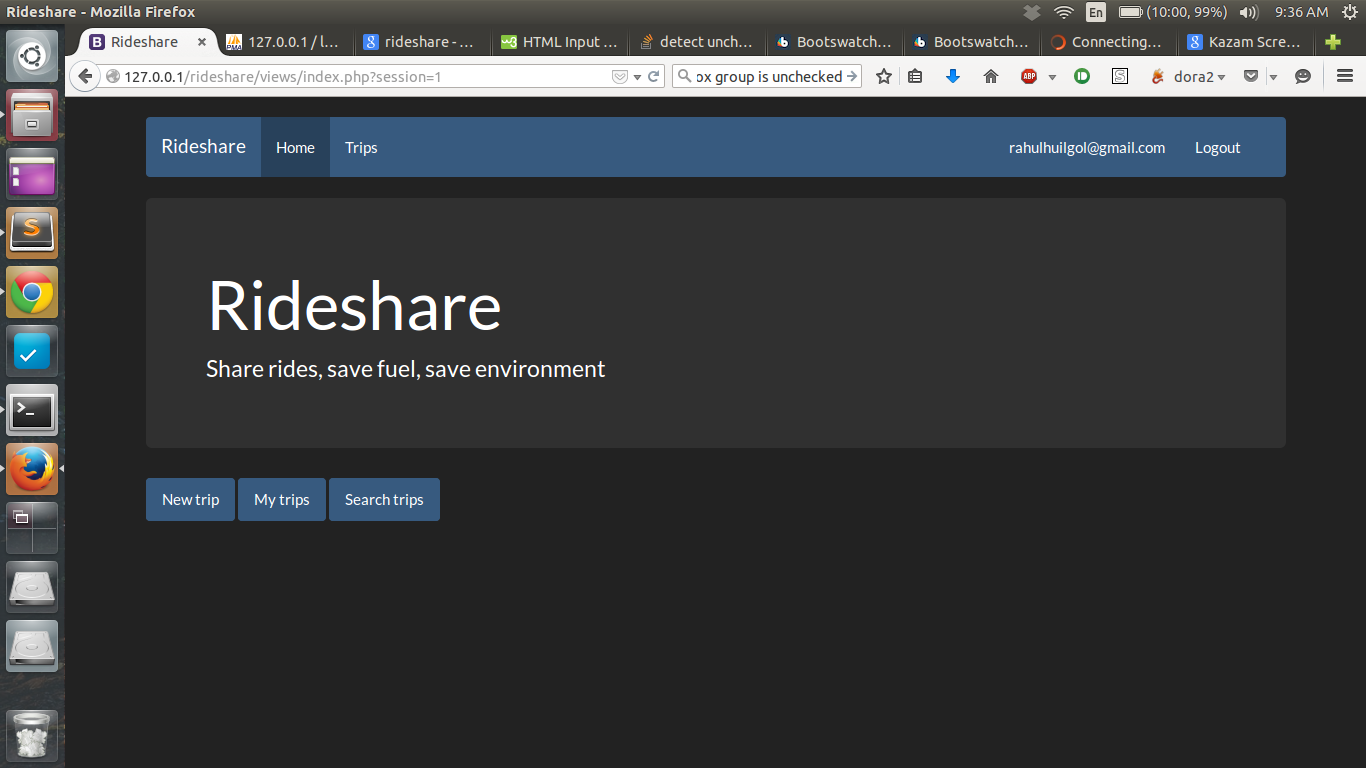 Rideshare - Mozilla Firefox
En
(10:00, 99%)
9:36 AM
Rideshare
127.0.0.1 / l...
rideshare - ...
HTML Input ...
detect unch...
Bootswatch...
Bootswatch...
Connecting...
Kazam Scre...
127.0.0.1/rideshare/views/index.php?session=1
ox group is unchecked
ABP
S
dora2
Rideshare
Home
Trips
rahulhuilgol@gmail.com
Logout
Rideshare
Share rides, save fuel, save environment
New trip
My trips
Search trips